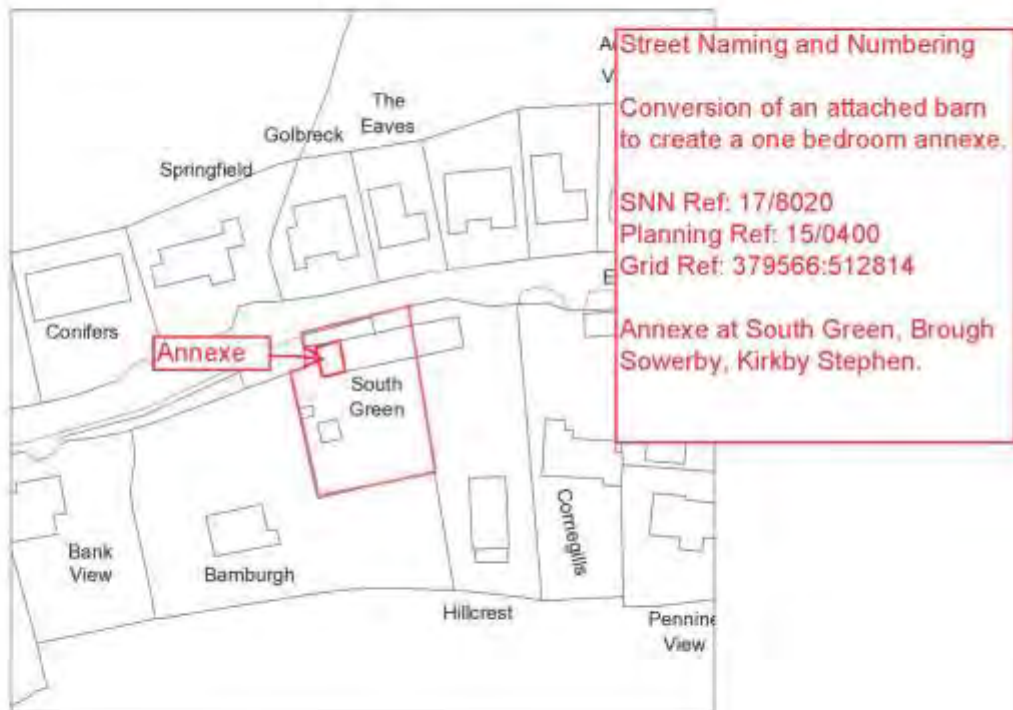 Street Naming and Numbering
Conversion of an attached barn
to create a one bedroom annexe.
SNN Ref: 17/8020
Planning Ref: 15/0400
Grid Ref: 379566:512814
Annexe at South Green, Brough
Sowerby, Kirkby Stephen.
The
Eaves
Golbreck
Springfield
Conifers
Annexe
South
Green
Bank
View
Bamburgh
Hillcrest
Cornegills
Pennine
View